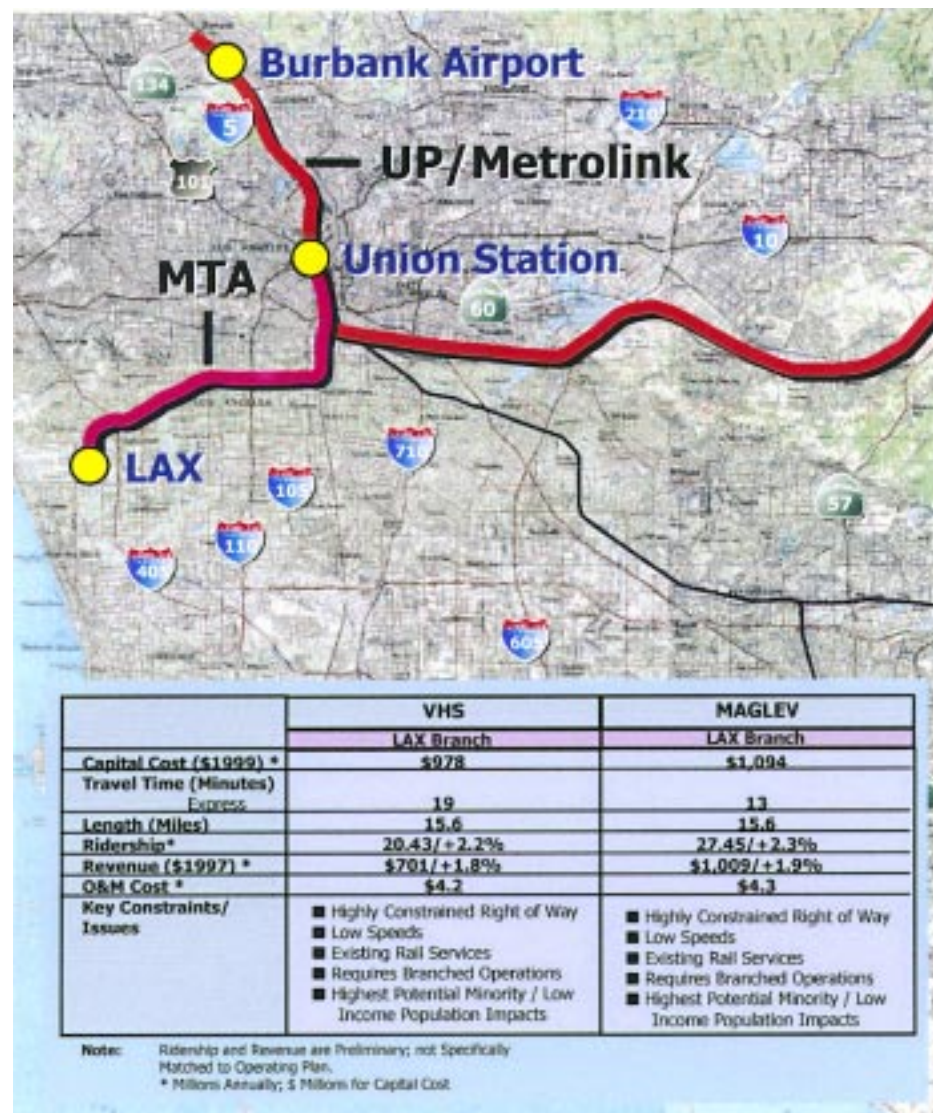 Burbank Airport
134
5
210
UP/Metrolink
101
10
Union Station
MTA
60
LAX
710
105
57
110
405
605
VHS MAGLEV
LAX Branch LAX Branch
Capital Cost ($1999) * $978 $1,094
Travel Time (Minutes)
Express 19 13
Length (Miles) 15.6 15.6
Ridership* 20.43/+2.2% 27.45/+2.3%
Revenue ($1997) * $701/+1.8% $1,009/+1.9%
O&M Cost * $4.2 $4.3
Key Constraints/
Issues
■ Highly Constrained Right of Way
■ Low Speeds
■ Existing Rail Services
■ Requires Branched Operations
■ Highest Potential Minority / Low
Income Population Impacts
■ Highly Constrained Right of Way
■ Low Speeds
■ Existing Rail Services
■ Requires Branched Operations
■ Highest Potential Minority / Low
Income Population Impacts
Note: Ridership and Revenue are Preliminary; not Specifically
Matched to Operating Plan.
* Millions Annually; $ Millions for Capital Cost